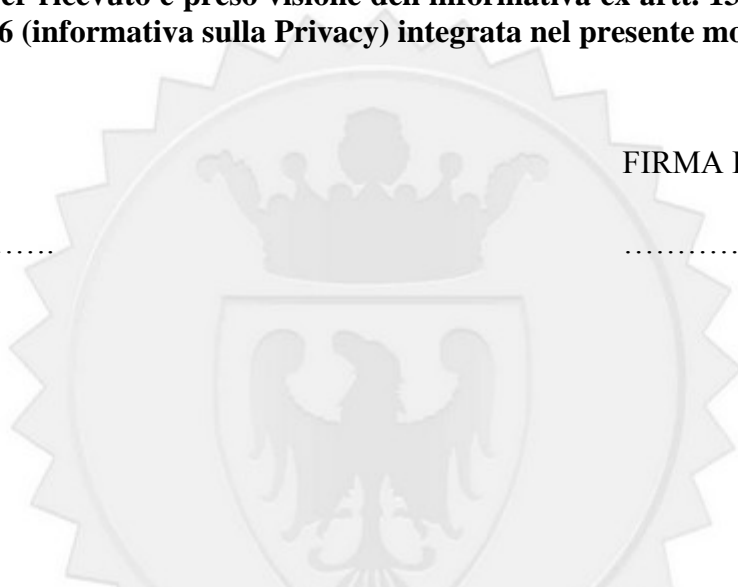 er ricevuto e preso visione dell'informativa ex artt. 13
6 (informativa sulla Privacy) integrata nel presente mo
FIRMA
……. …………